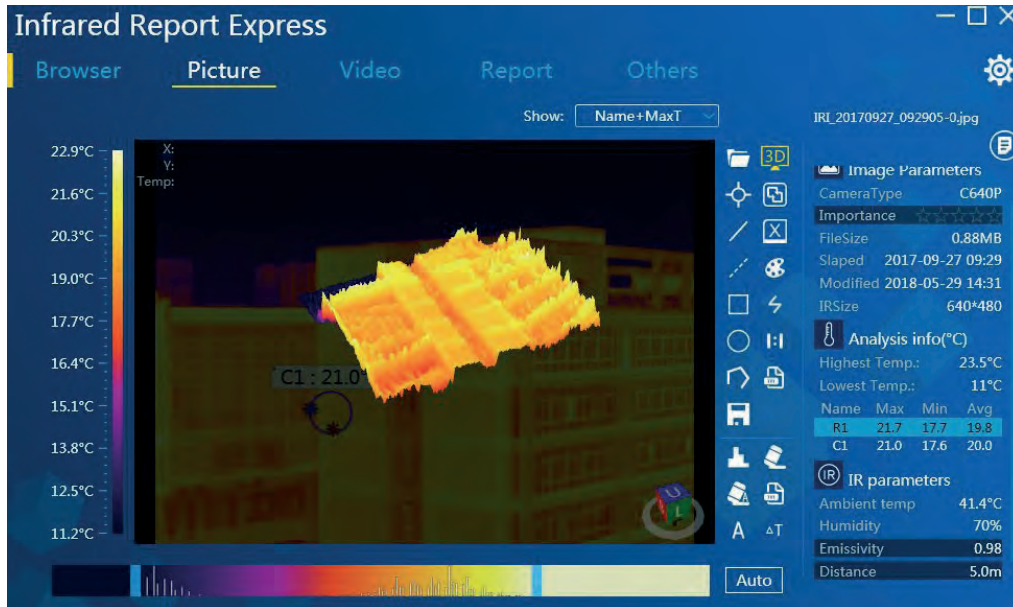 Infrared Report Express
Browser Picture Video Report Others
Show: Name+MaxT
IRI_20170927_092905-0.jpg
22.9°C
21.6°C
20.3°C
19.0°C
17.7°C
16.4°C
15.1°C
13.8°C
12.5°C
11.2°C
X:
Y:
Temp:
C1 : 21.0°
3D
X
1:1
A
A
ΔT
Auto
Image Parameters
CameraType C640P
Importance
FileSize 0.88MB
Slaped 2017-09-27 09:29
Modified 2018-05-29 14:31
IRSize 640*480
Analysis info(°C)
Highest Temp.: 23.5°C
Lowest Temp.: 11°C
Name Max Min Avg
R1 21.7 17.7 19.8
C1 21.0 17.6 20.0
IR IR parameters
Ambient temp 41.4°C
Humidity 70%
Emissivity 0.98
Distance 5.0m